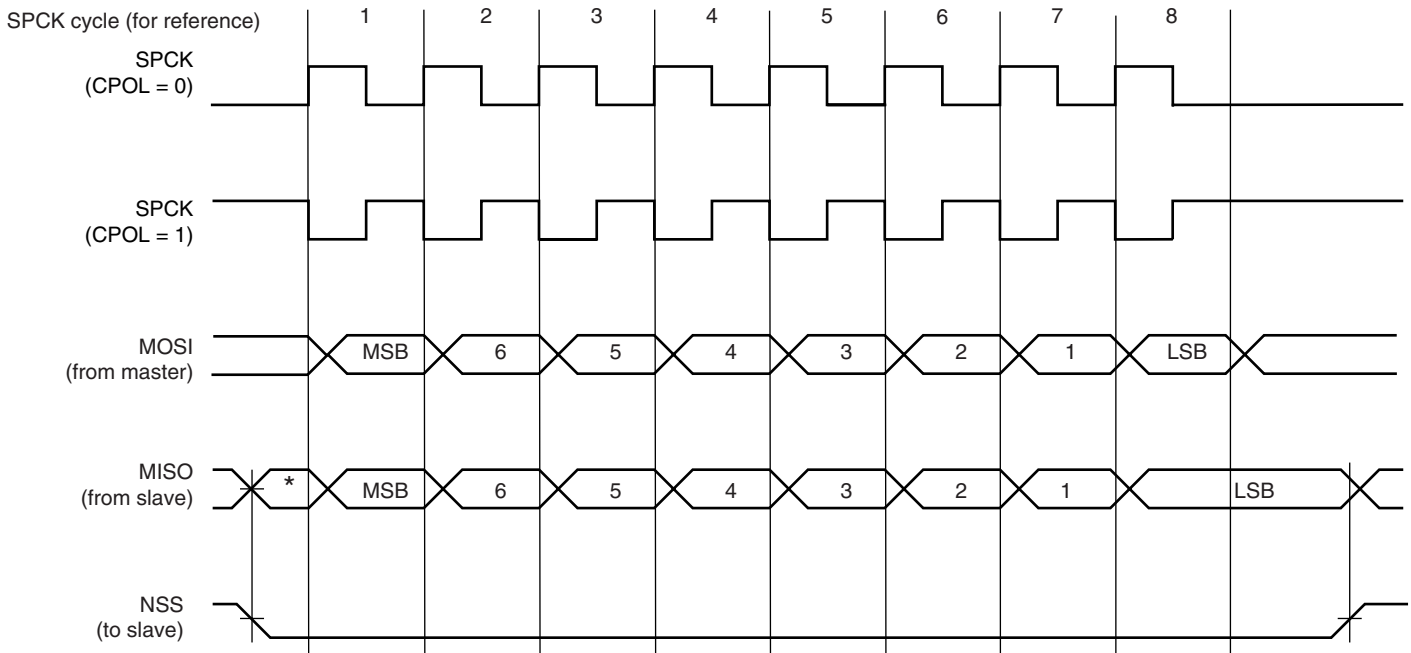 SPCK cycle (for reference) 1 2 3 4 5 6 7 8
SPCK
(CPOL = 0)
SPCK
(CPOL = 1)
MOSI
(from master)
MSB 6 5 4 3 2 1 LSB
MISO
(from slave)
* MSB 6 5 4 3 2 1 LSB
NSS
(to slave)